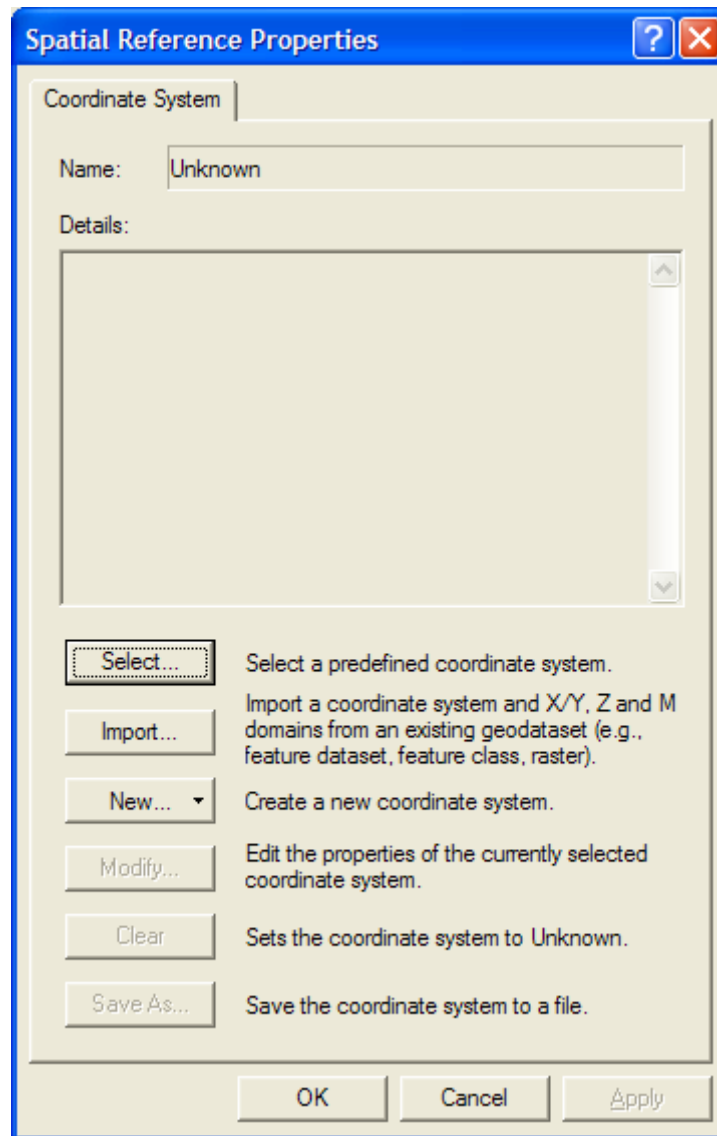 Spatial Reference Properties
Coordinate System
Name: Unknown
Details:
Select... Select a predefined coordinate system.
Import... Import a coordinate system and X/Y, Z and M
domains from an existing geodataset (e.g.,
feature dataset, feature class, raster).
New... Create a new coordinate system.
Modify... Edit the properties of the currently selected
coordinate system.
Clear Sets the coordinate system to Unknown.
Save As... Save the coordinate system to a file.
OK Cancel Apply